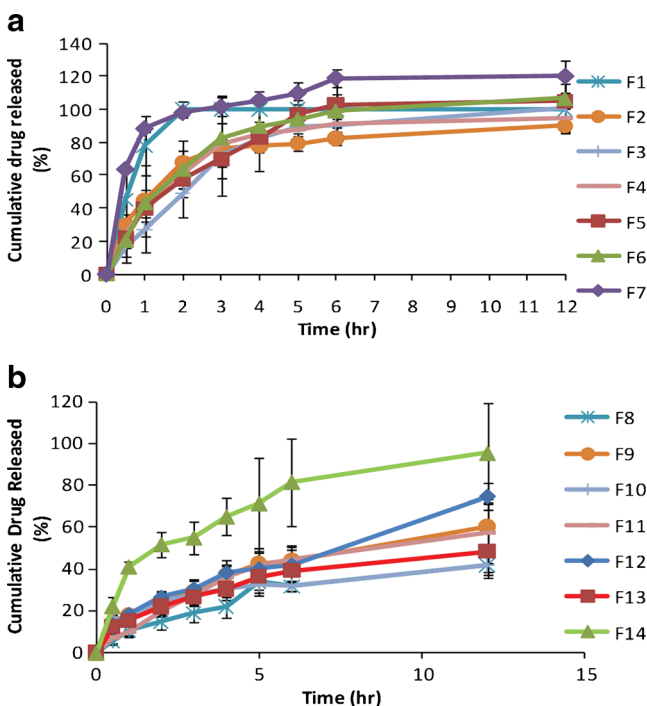 a
140
120
100
80
60
40
20
0
Cumulative drug released
(%)
0 1 2 3 4 5 6 7 8 9 10 11 12
Time (hr)
F1
F2
F3
F4
F5
F6
F7
b
120
100
80
60
40
20
0
Cumulative Drug Released
(%)
0 5 10 15
Time (hr)
F8
F9
F10
F11
F12
F13
F14